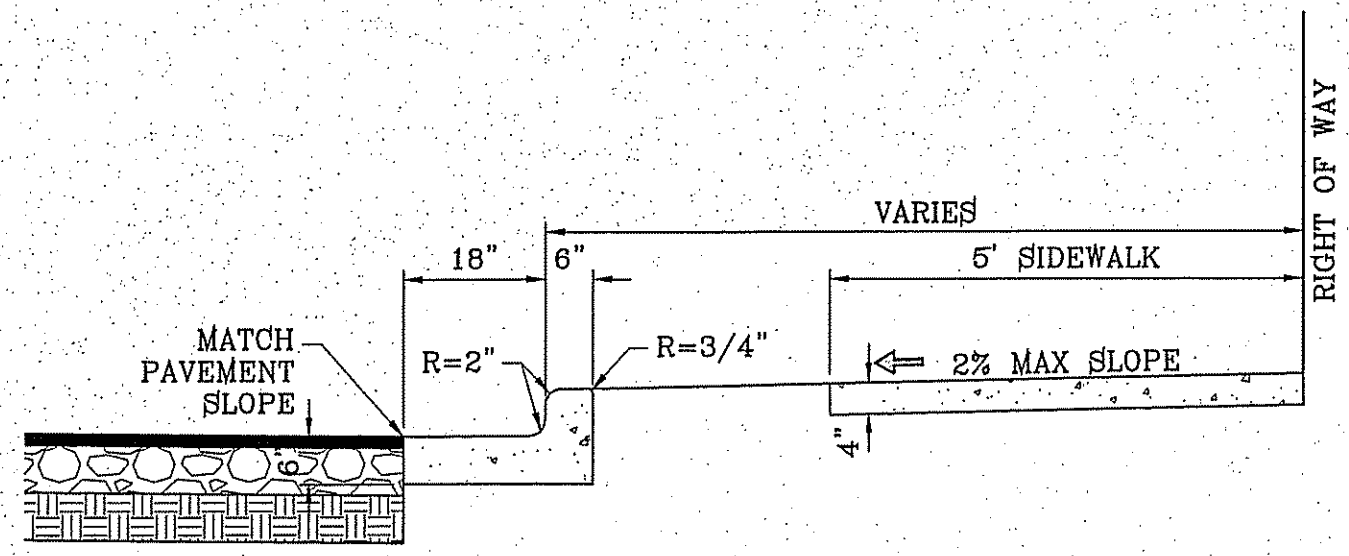 VARIES
18"
6"
5' SIDEWALK
RIGHT OF WAY
MATCH
PAVEMENT
SLOPE
R=2"
R=3/4"
2% MAX SLOPE
6"
4"